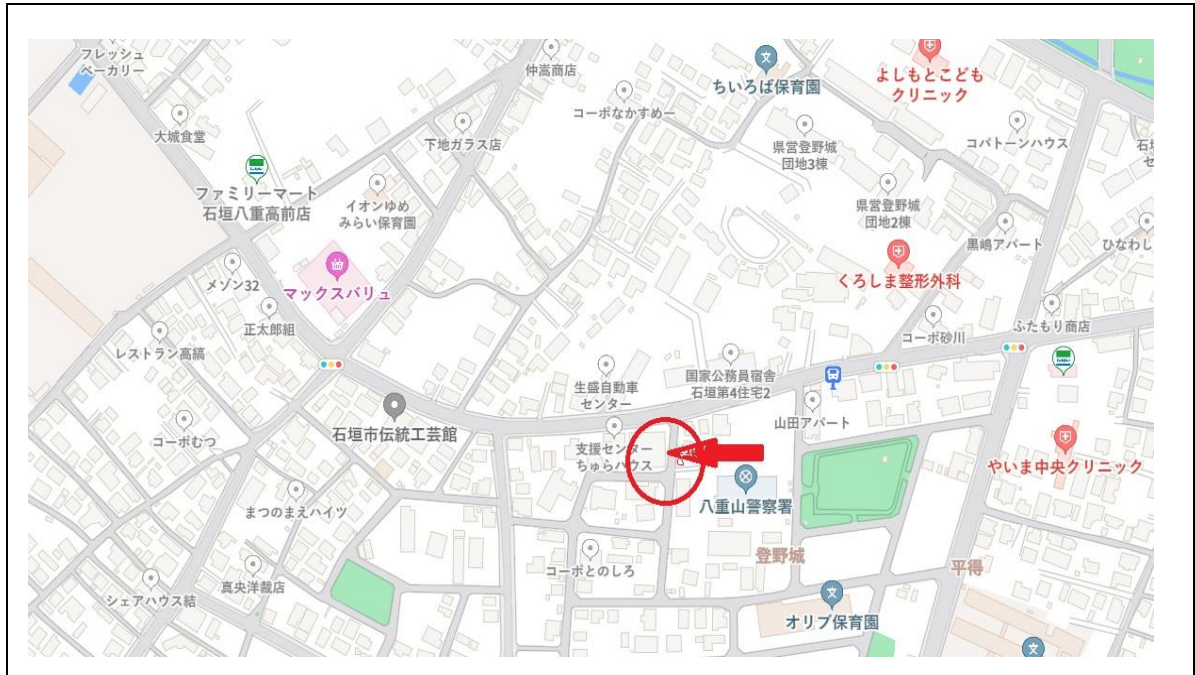 フレッシュ
ベーカリー
仲嵩商店
ちいろば保育園
よしもとこども
クリニック
大城食堂
コーポなかすめー
下地ガラス店
県営登野城
団地3棟
コパトーンハウス
ファミリーマート
石垣八重高前店
イオンゆめ
みらい保育園
県営登野城
団地2棟
黒嶋アパート
ひなわし
メゾン32
マックスバリュ
くろしま整形外科
正太郎組
ふたもり商店
コーポ砂川
レストラン高縞
生盛自動車
センター
国家公務員宿舎
石垣第4住宅2
コーポむつ
石垣市伝統工芸館
支援センター
ちゅらハウス
山田アパート
やいま中央クリニック
まつのまえハイツ
八重山警察署
登野城
平得
コーポとのしろ
真央洋裁店
シェアハウス結
オリブ保育園